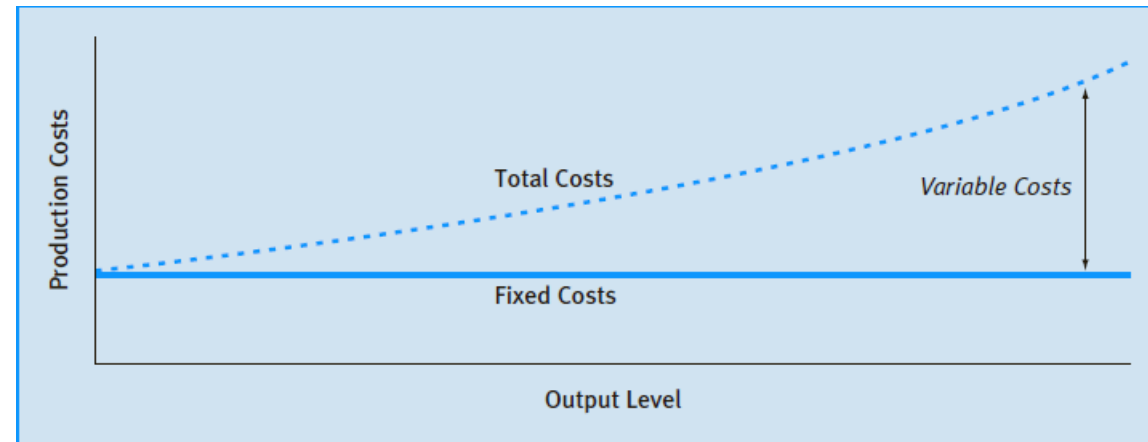 Production Costs
Total Costs
Variable Costs
Fixed Costs
Output Level